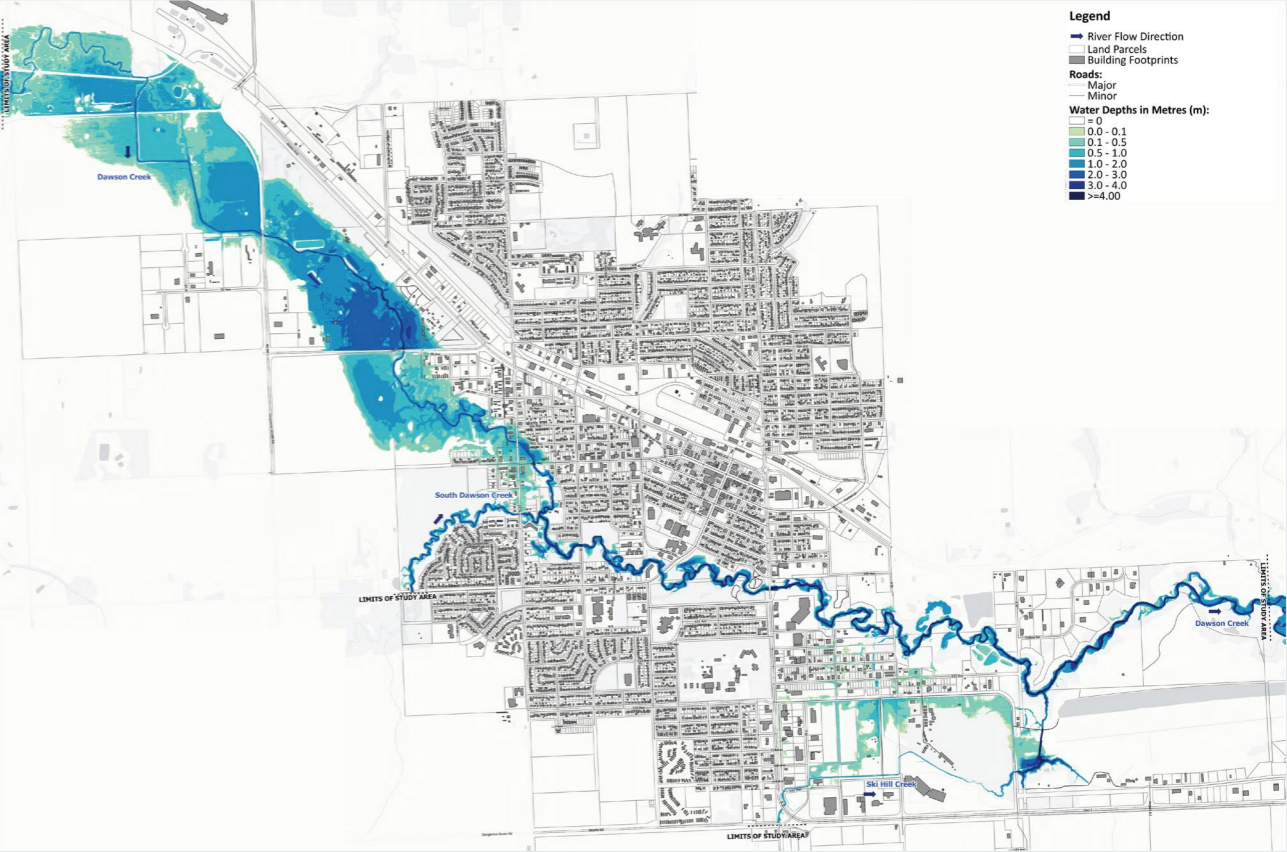 Legend
River Flow Direction
Land Parcels
Building Footprints
Roads:
Major
Minor
Water Depths in Metres (m):
= 0
0.0 - 0.1
0.1 - 0.5
0.5 - 1.0
1.0 - 2.0
2.0 - 3.0
3.0 - 4.0
>=4.00
LIMITS OF STUDY AREA
Dawson Creek
South Dawson Creek
LIMITS OF STUDY AREA
LIMITS OF STUDY AREA
Dawson Creek
Ski Hill Creek
LIMITS OF STUDY AREA